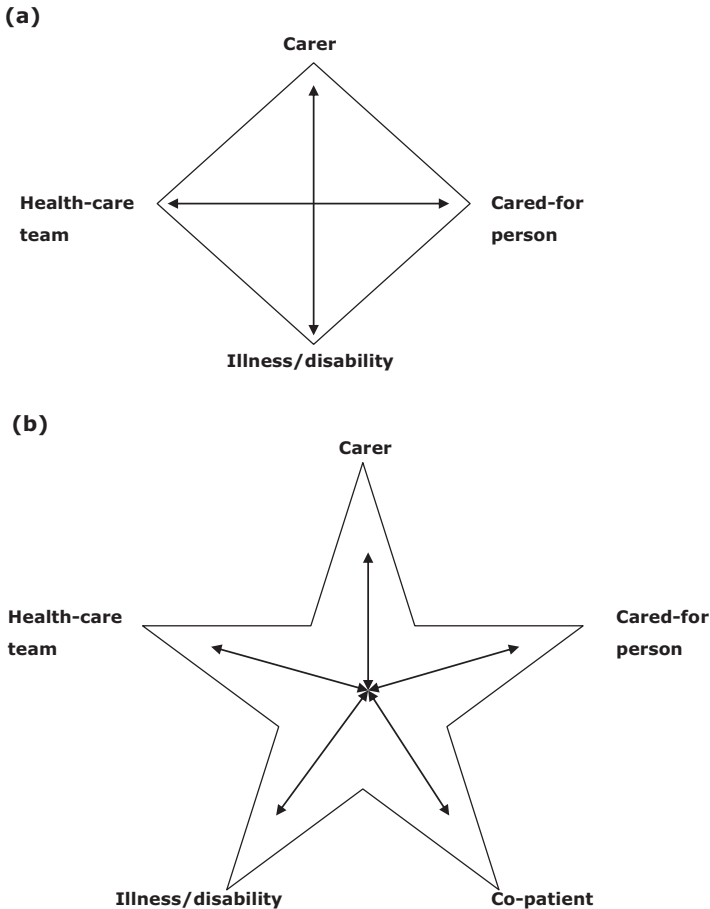 (a)
Carer
Health-care
team
Cared-for
person
Illness/disability
(b)
Carer
Health-care
team
Cared-for
person
Illness/disability
Co-patient